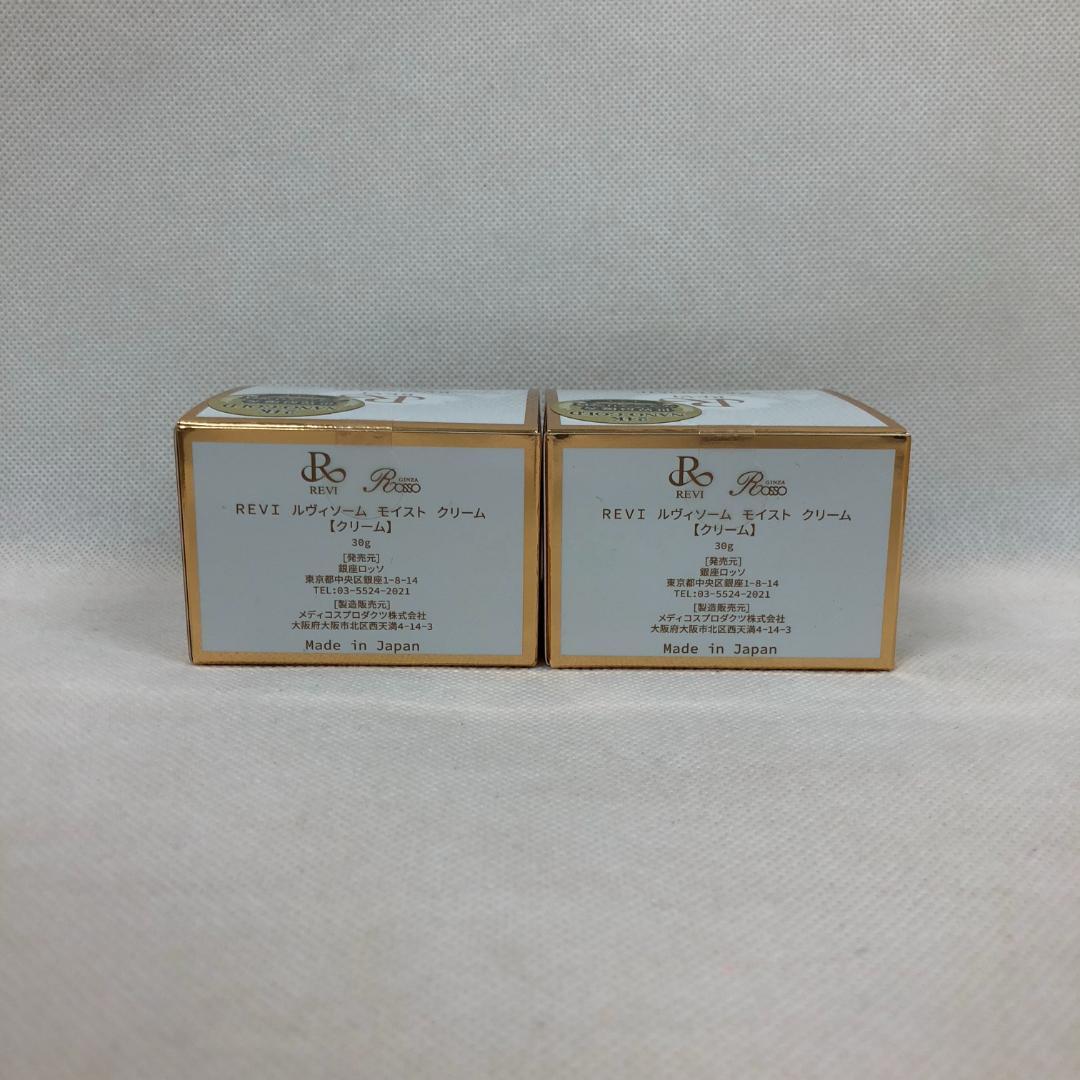 24K
NANO GOLD
R
REVI
GINZA
Rosso
REVI ルヴィソーム モイスト クリーム
【クリーム】
30g
[発売元]
銀座ロッソ
東京都中央区銀座1-8-14
TEL:03-5524-2021
[製造販売元]
メディコスプロダクツ株式会社
大阪府大阪市北区西天満4-14-3
Made in Japan
24K
NANO GOLD
R
REVI
GINZA
Rosso
REVI ルヴィソーム モイスト クリーム
【クリーム】
30g
[発売元]
銀座ロッソ
東京都中央区銀座1-8-14
TEL:03-5524-2021
[製造販売元]
メディコスプロダクツ株式会社
大阪府大阪市北区西天満4-14-3
Made in Japan